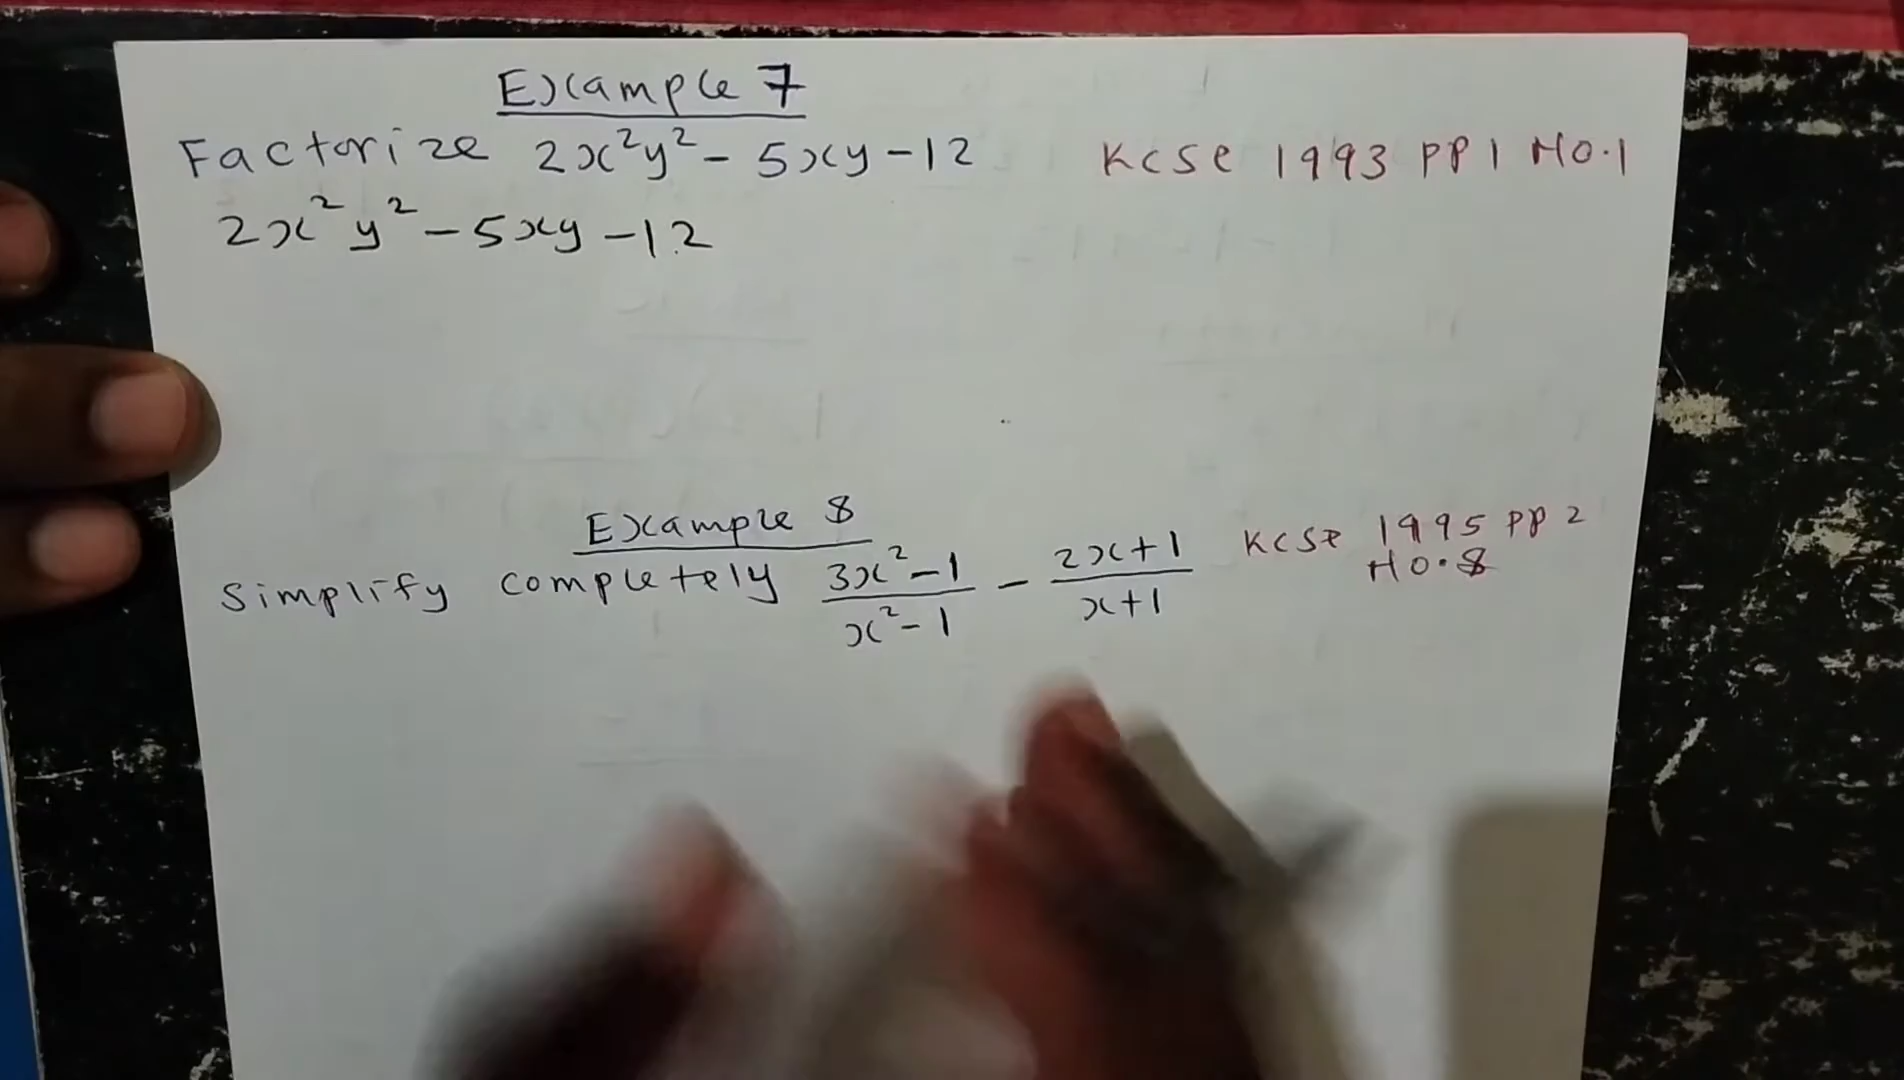 Example 7
Factorize 2x²y² - 5xy - 12 KCSE 1993 PP1 NO.1
2x²y² - 5xy - 12
Example 8
Simplify completely (3x² - 1)/(x² - 1) - (2x + 1)/(x + 1) KCSE 1995 PP2
NO.8